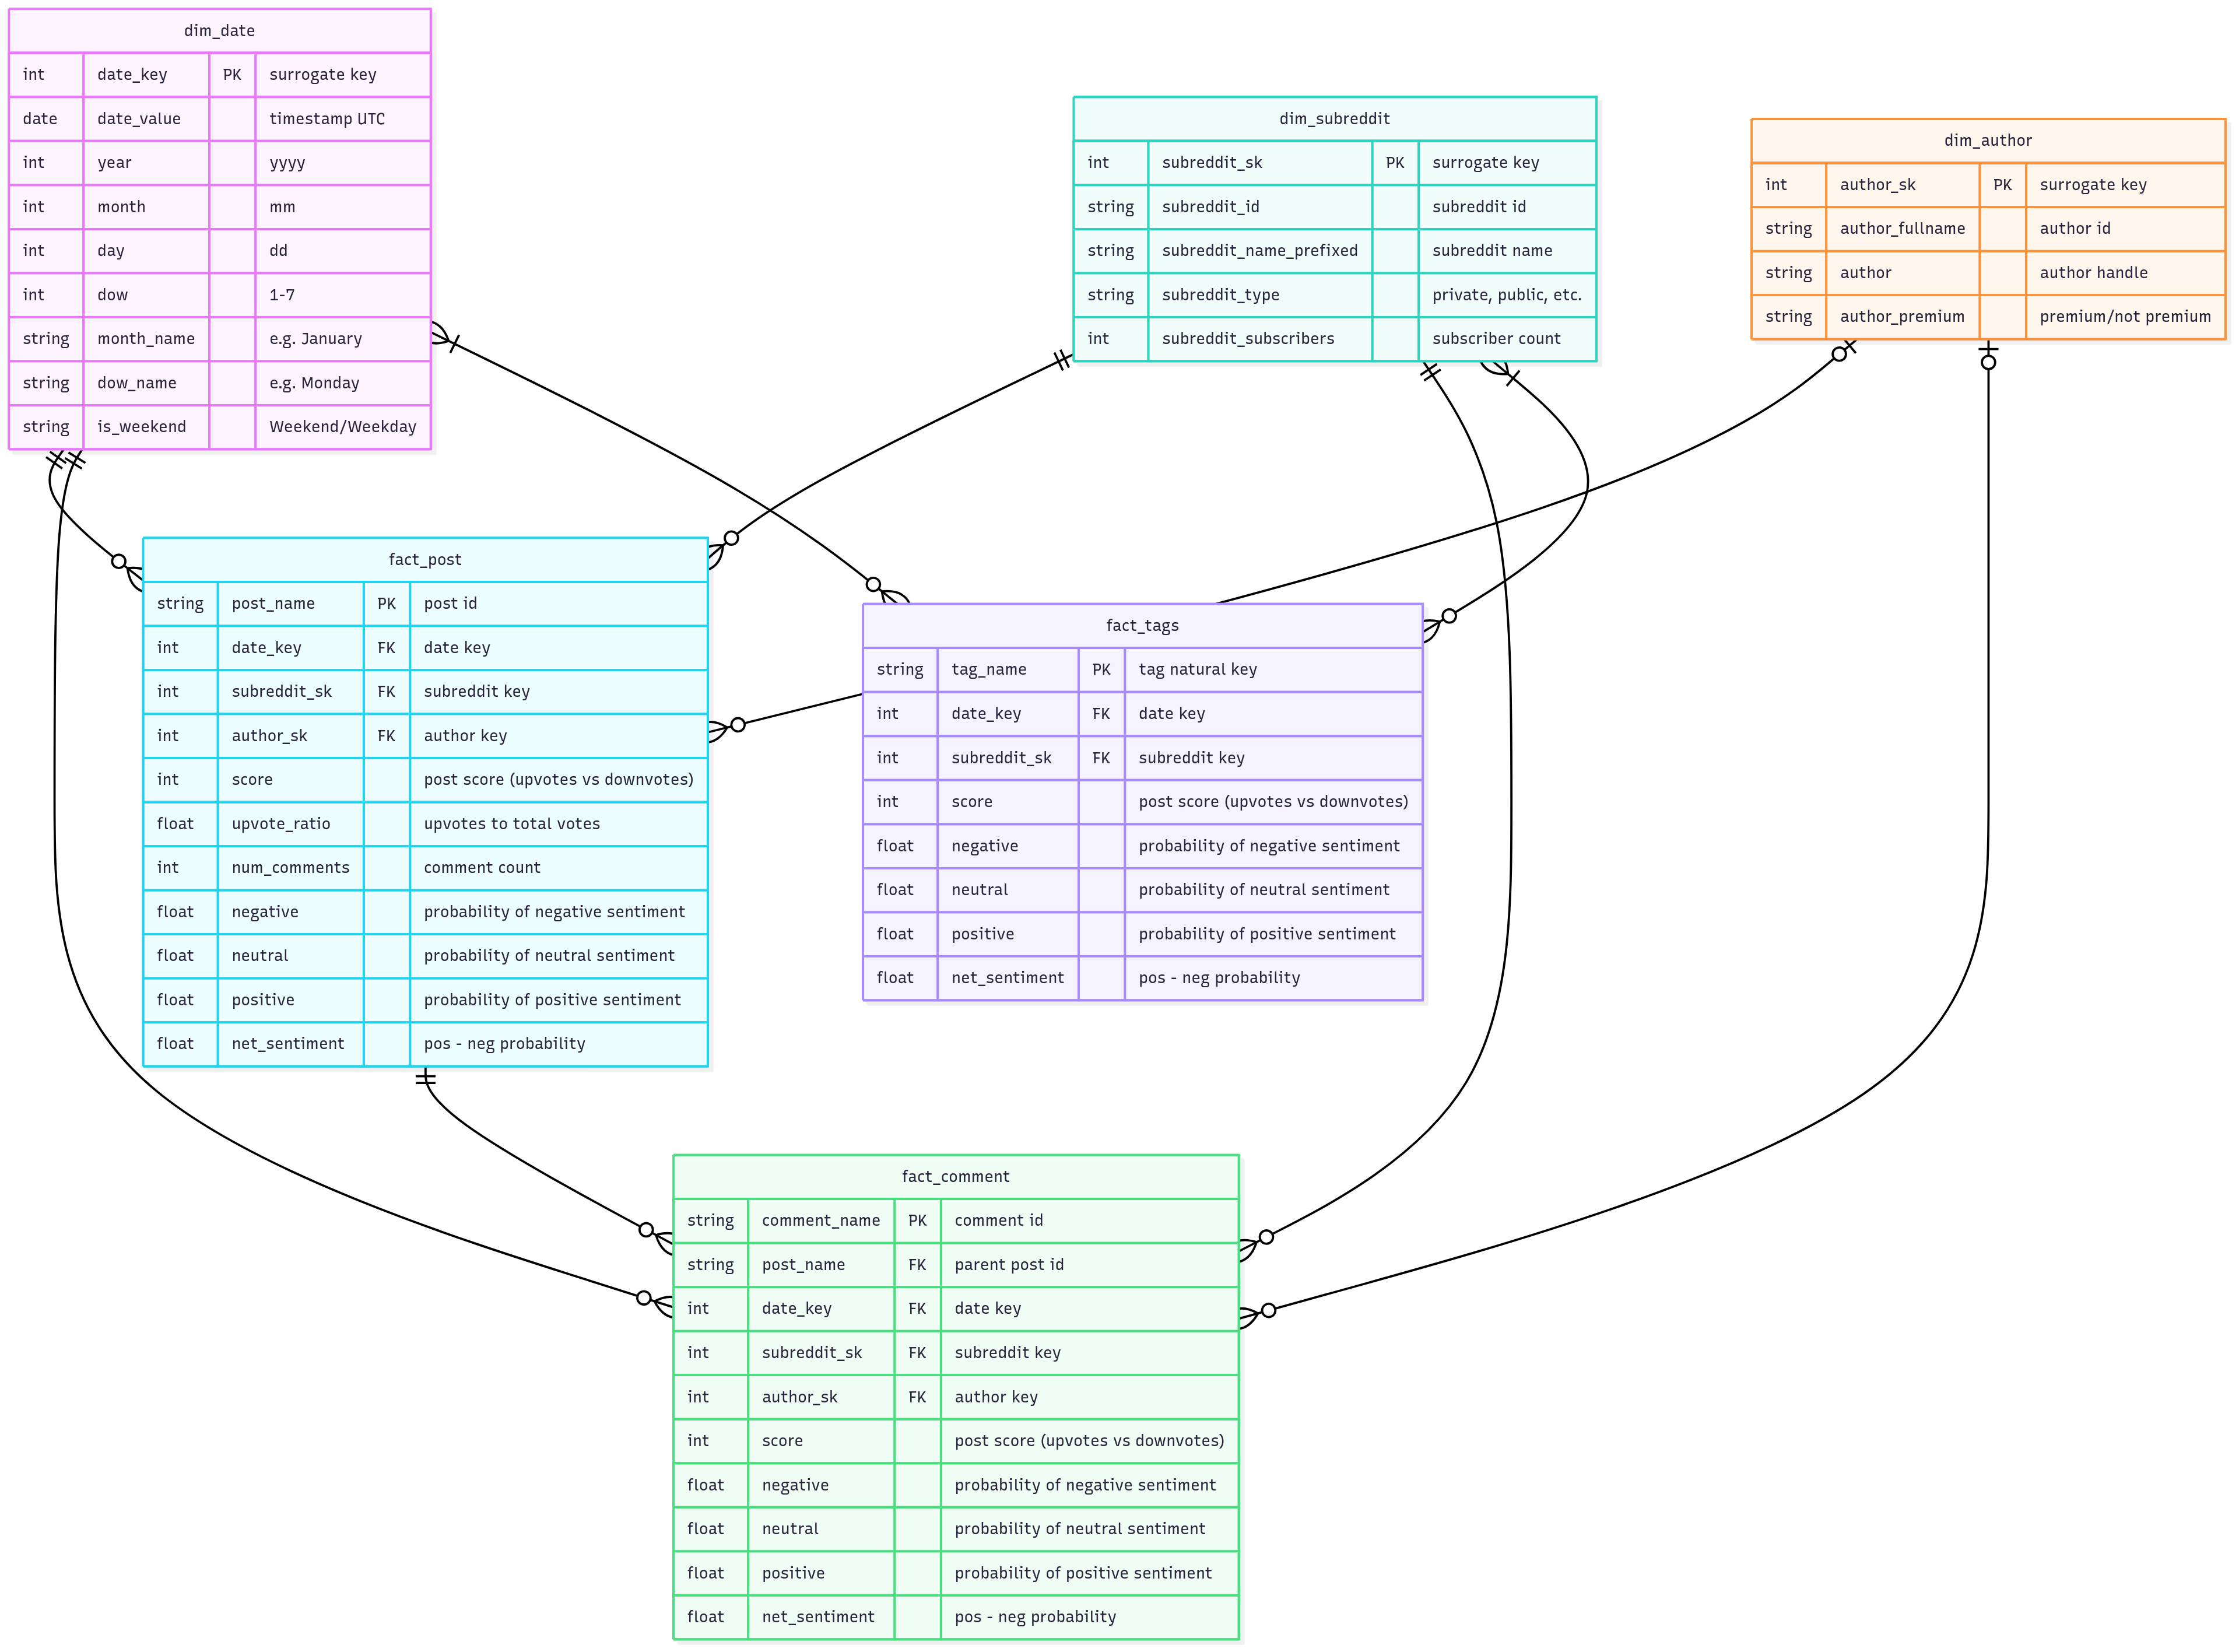 dim_date
int date_key PK surrogate key
date date_value timestamp UTC
int year yyyy
int month mm
int day dd
int dow 1-7
string month_name e.g. January
string dow_name e.g. Monday
string is_weekend Weekend/Weekday
dim_subreddit
int subreddit_sk PK surrogate key
string subreddit_id subreddit id
string subreddit_name_prefixed subreddit name
string subreddit_type private, public, etc.
int subreddit_subscribers subscriber count
dim_author
int author_sk PK surrogate key
string author_fullname author id
string author author handle
string author_premium premium/not premium
fact_post
string post_name PK post id
int date_key FK date key
int subreddit_sk FK subreddit key
int author_sk FK author key
int score post score (upvotes vs downvotes)
float upvote_ratio upvotes to total votes
int num_comments comment count
float negative probability of negative sentiment
float neutral probability of neutral sentiment
float positive probability of positive sentiment
float net_sentiment pos - neg probability
fact_tags
string tag_name PK tag natural key
int date_key FK date key
int subreddit_sk FK subreddit key
int score post score (upvotes vs downvotes)
float negative probability of negative sentiment
float neutral probability of neutral sentiment
float positive probability of positive sentiment
float net_sentiment pos - neg probability
fact_comment
string comment_name PK comment id
string post_name FK parent post id
int date_key FK date key
int subreddit_sk FK subreddit key
int author_sk FK author key
int score post score (upvotes vs downvotes)
float negative probability of negative sentiment
float neutral probability of neutral sentiment
float positive probability of positive sentiment
float net_sentiment pos - neg probability